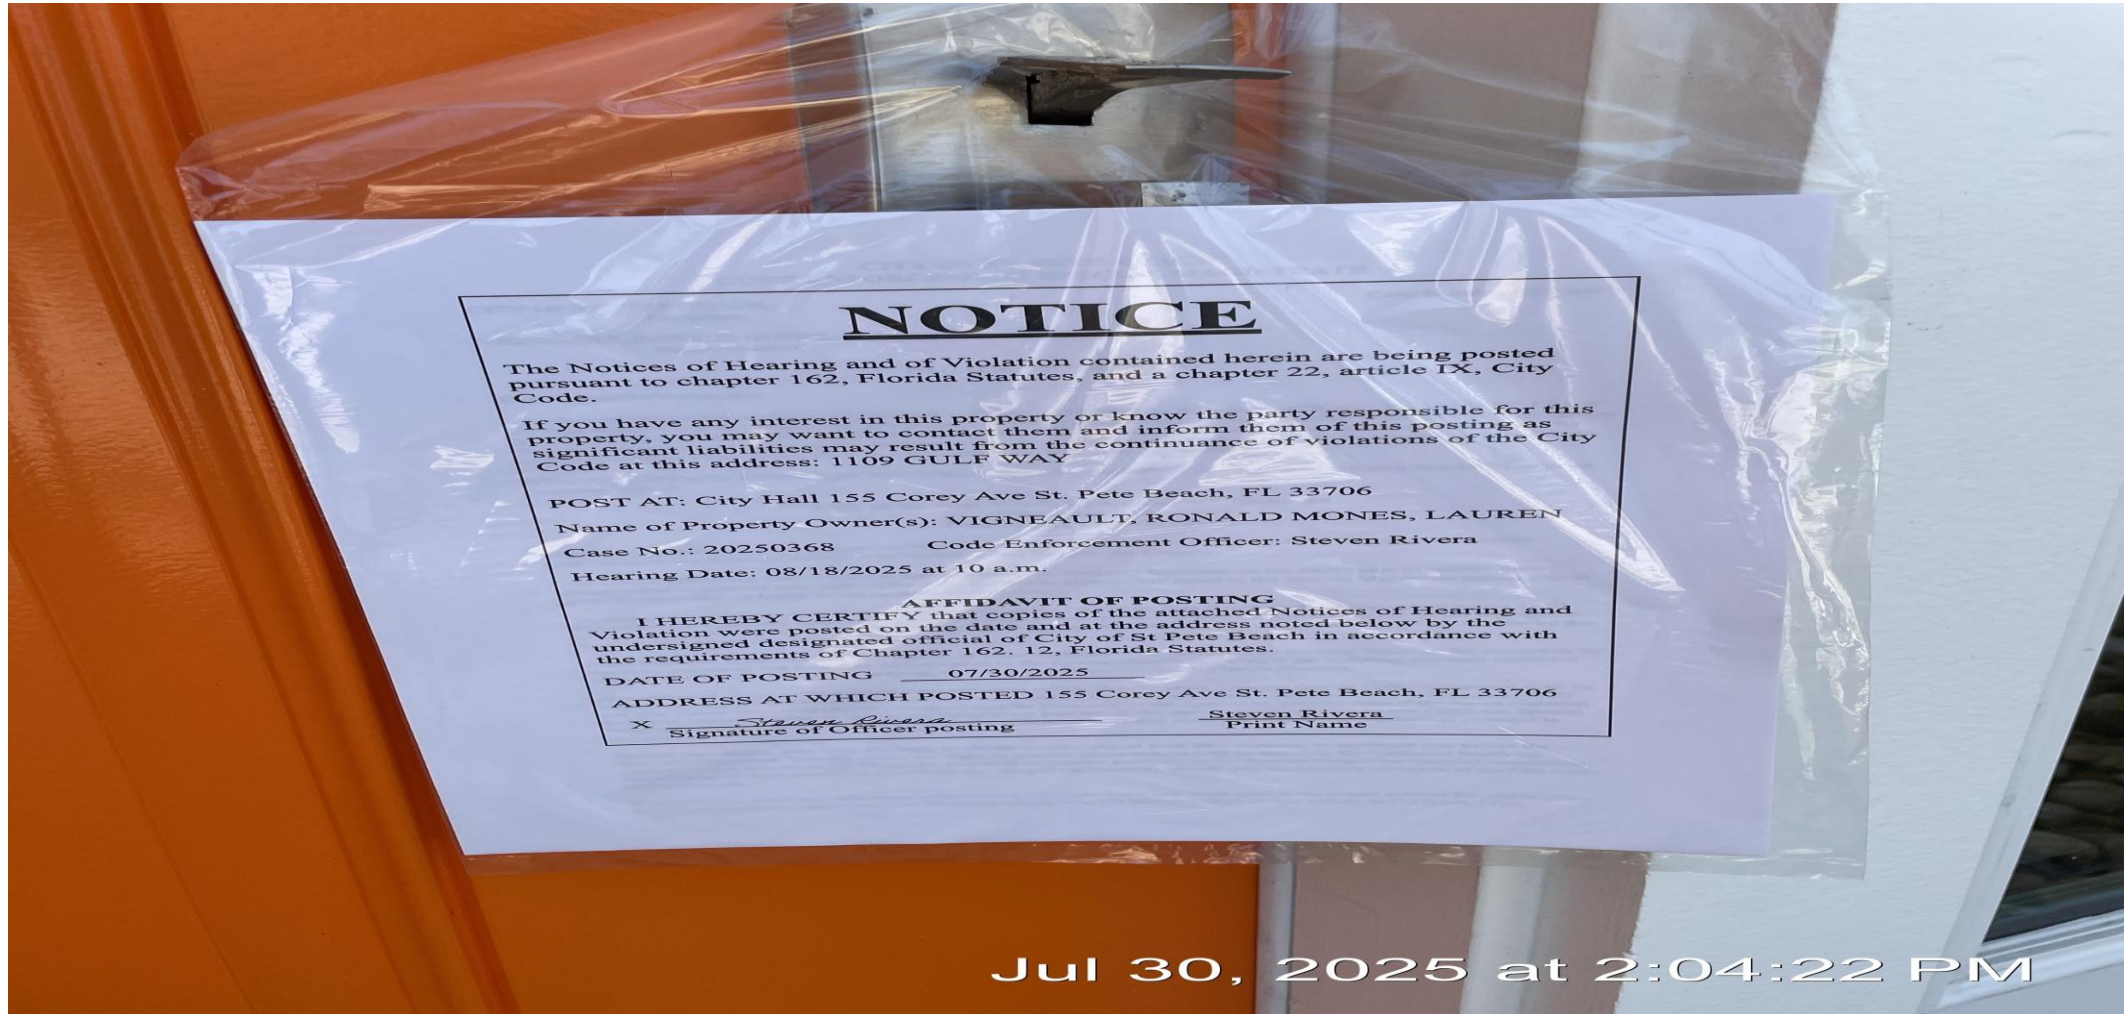 NOTICE
The Notices of Hearing and of Violation contained herein are being posted
pursuant to chapter 162, Florida Statutes, and a chapter 22, article IX, City
Code.
If you have any interest in this property or know the party responsible for this
property, you may want to contact them and inform them of this posting as
significant liabilities may result from the continuance of violations of the City
Code at this address: 1109 GULF WAY
POST AT: City Hall 155 Corey Ave St. Pete Beach, FL 33706
Name of Property Owner(s): VIGNEAULT, RONALD MONES, LAUREN
Case No.: 20250368 Code Enforcement Officer: Steven Rivera
Hearing Date: 08/18/2025 at 10 a.m.
AFFIDAVIT OF POSTING
I HEREBY CERTIFY that copies of the attached Notices of Hearing and
Violation were posted on the date and at the address noted below by the
undersigned designated official of City of St Pete Beach in accordance with
the requirements of Chapter 162. 12, Florida Statutes.
DATE OF POSTING 07/30/2025
ADDRESS AT WHICH POSTED 155 Corey Ave St. Pete Beach, FL 33706
X Steven Rivera Steven Rivera
Signature of Officer posting Print Name
Jul 30, 2025 at 2:04:22 PM